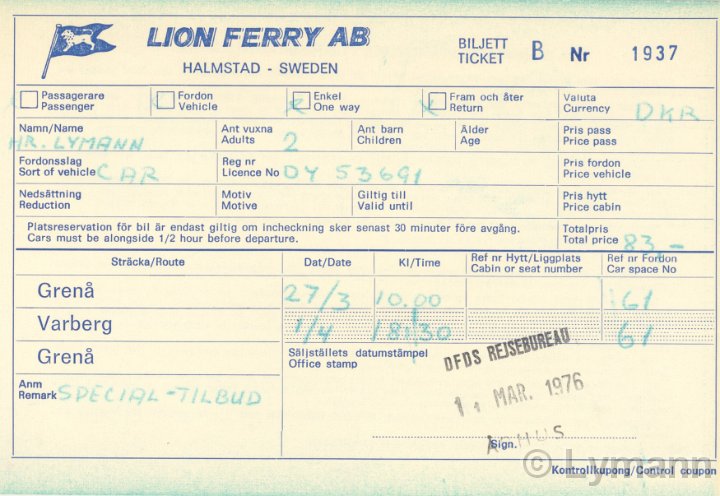 LION FERRY AB
HALMSTAD - SWEDEN
BILJETT
TICKET B Nr 1937
Passagerare
Passenger
Fordon
Vehicle
Enkel
One way
Fram och åter
Return
Valuta
Currency DKR
Namn/Name
HR. LYMANN
Ant vuxna
Adults 2
Ant barn
Children
Älder
Age
Pris pass
Price pass
Fordonsslag
Sort of vehicle CAR
Reg nr
Licence No DY 53691
Pris fordon
Price vehicle
Nedsättning
Reduction
Motiv
Motive
Giltig till
Valid until
Pris hytt
Price cabin
Platsreservation för bil är endast giltig om incheckning sker senast 30 minuter före avgång.
Cars must be alongside 1/2 hour before departure.
Totalpris
Total price 83,-
Sträcka/Route
Dat/Date
Kl/Time
Ref nr Hytt/Liggplats
Cabin or seat number
Ref nr Fordon
Car space No
Grenå 27/3 10.00 61
Varberg 1/4 61
Grenå
Säljställets datumstämpel
Office stamp
DFDS REJSEBUREAU
MAR. 1976
ÅRHUS
Anm
Remark SPECIAL-TILBUD
Sign.
© Lymann
Kontrollkupong/Control coupon